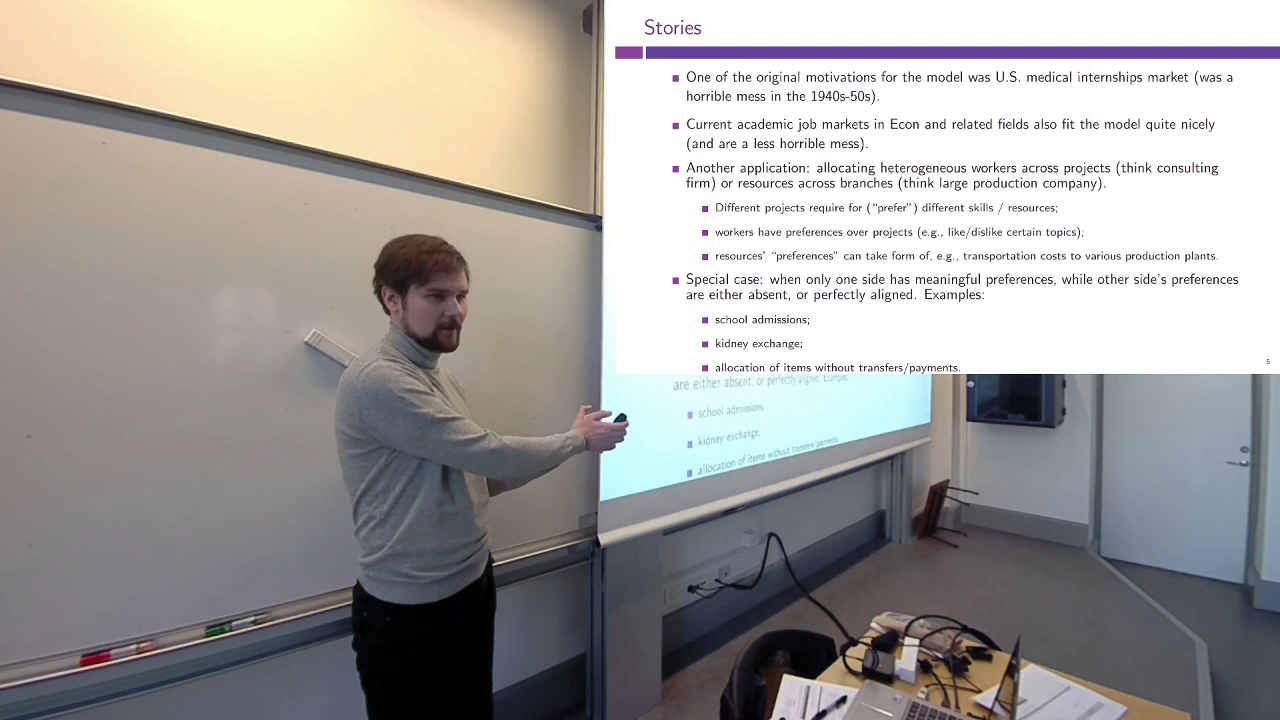 Stories
■ One of the original motivations for the model was U.S. medical internships market (was a
horrible mess in the 1940s-50s).
■ Current academic job markets in Econ and related fields also fit the model quite nicely
(and are a less horrible mess).
■ Another application: allocating heterogeneous workers across projects (think consulting
firm) or resources across branches (think large production company).
■ Different projects require for (“prefer”) different skills / resources;
■ workers have preferences over projects (e.g., like/dislike certain topics);
■ resources’ “preferences” can take form of, e.g., transportation costs to various production plants.
■ Special case: when only one side has meaningful preferences, while other side’s preferences
are either absent, or perfectly aligned. Examples:
■ school admissions;
■ kidney exchange;
■ allocation of items without transfers/payments.
5
are either absent, or perfectly aligned. Examples
■ school admissions;
■ kidney exchange;
■ allocation of items without transfers/payments.